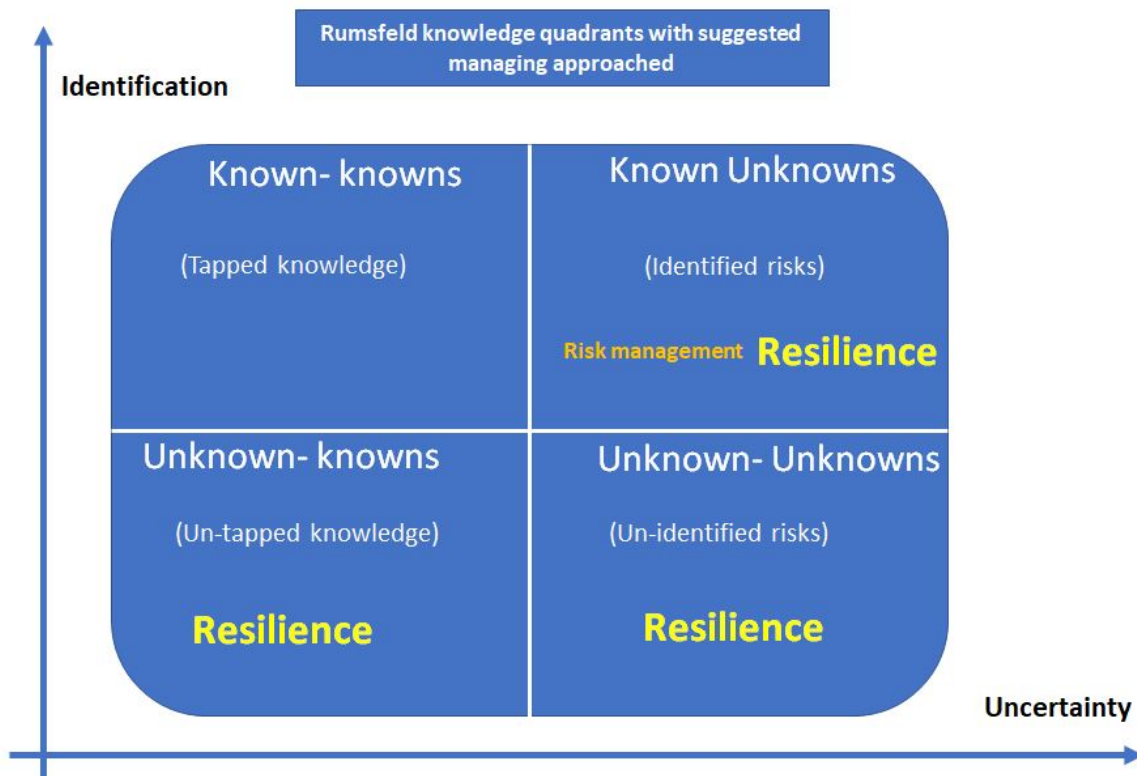 Rumsfeld knowledge quadrants with suggested
managing approached
Identification
Known- knowns
Known Unknowns
(Tapped knowledge)
(Identified risks)
Risk management Resilience
Unknown- knowns
Unknown- Unknowns
(Un-tapped knowledge)
(Un-identified risks)
Resilience
Resilience
Uncertainty